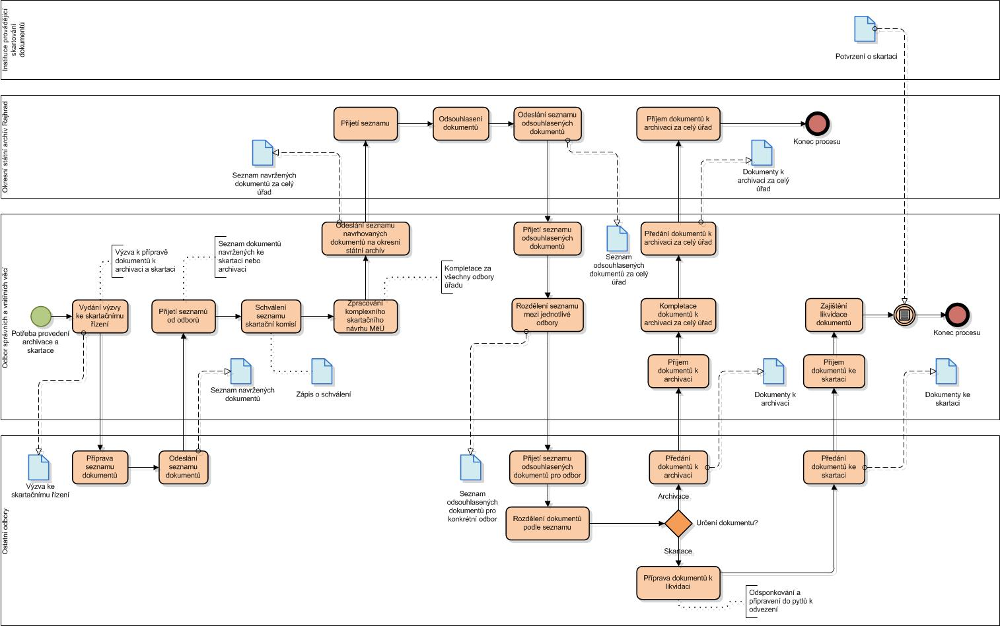 Instituce provádějící
skartování
dokumentů
Potvrzení o skartaci
Okresní státní archív Rajhrad
Přijetí seznamu
Odsouhlasení
dokumentů
Odeslání seznamu
odsouhlasených
dokumentů
Příjem dokumentů k
archivaci za celý úřad
Konec procesu
Seznam navržených
dokumentů za celý
úřad
Dokumenty k
archivaci za celý
úřad
Odbor správních a vnitřních věcí
Odeslání seznamu
navrhovaných
dokumentů na okresní
státní archív
Přijetí seznamu
odsouhlasených
dokumentů
Předání dokumentů k
archivaci za celý úřad
Seznam
odsouhlasených
dokumentů za celý
úřad
Výzva k přípravě
dokumentů k
archivaci a skartaci
Seznam dokumentů
navržených ke
skartaci nebo
archivaci
Kompletace za
všechny odbory
úřadu
Potřeba provedení
archivace a
skartace
Vydání výzvy
ke skartačnímu
řízení
Přijetí seznamů
od odborů
Schválení
seznamu
skartační komisí
Zpracování
komplexního
skartačního
návrhu MěÚ
Rozdělení seznamu
mezi jednotlivé
odbory
Kompletace
dokumentů k
archivaci za celý úřad
Zajištění
likvidace
dokumentů
Konec procesu
Seznam navržených
dokumentů
Zápis o schválení
Příjem
dokumentů k
archivaci
Dokumenty k
archivaci
Příjem
dokumentů ke
skartaci
Dokumenty ke
skartaci
Ostatní odbory
Výzva ke
skartačnímu řízení
Příprava
seznamu
dokumentů
Odeslání
seznamu
dokumentů
Seznam
odsouhlasených
dokumentů pro
konkrétní odbor
Přijetí seznamu
odsouhlasených
dokumentů pro odbor
Předání
dokumentů k
archivaci
Předání
dokumentů ke
skartaci
Archivace
Rozdělení dokumentů
podle seznamu
Určení dokumentu?
Skartace
Příprava dokumentů k
likvidaci
Odsponkování a
připravení do pytlů k
odvezení